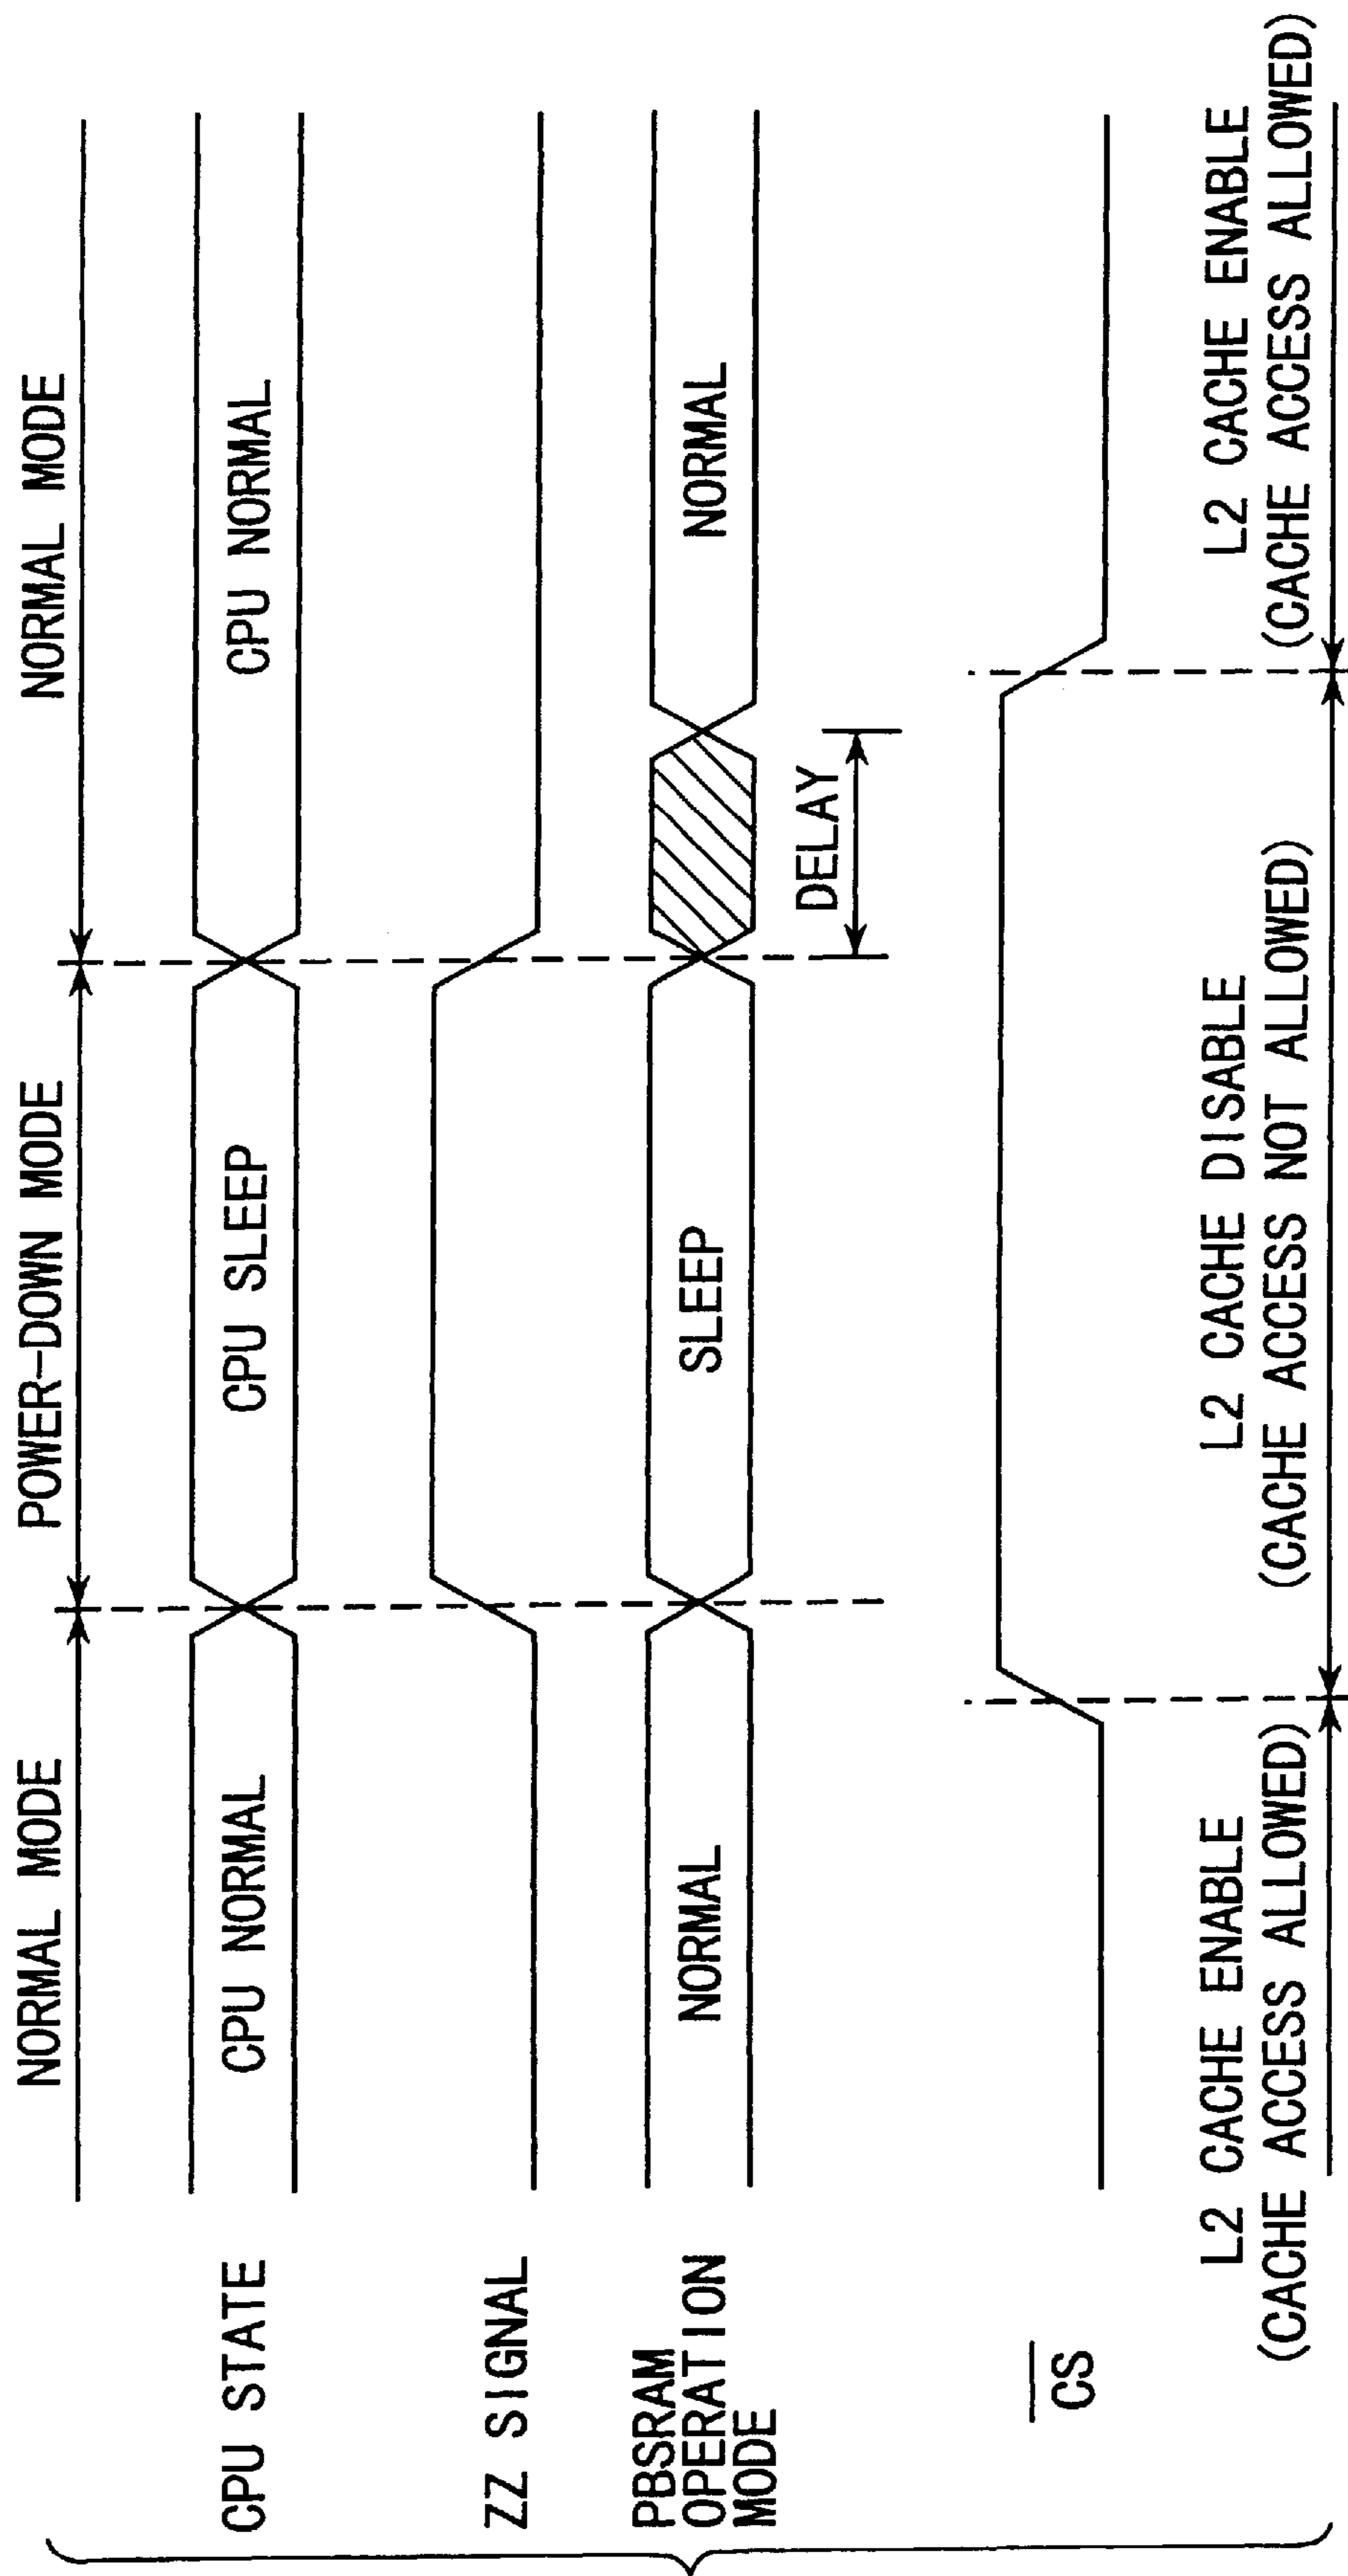 NORMAL MODE
POWER-DOWN MODE
NORMAL MODE
CPU STATE
CPU NORMAL
CPU SLEEP
CPU NORMAL
ZZ SIGNAL
PBSRAM
OPERATION
MODE
NORMAL
SLEEP
NORMAL
DELAY
CS
L2 CACHE ENABLE
(CACHE ACCESS ALLOWED)
L2 CACHE DISABLE
(CACHE ACCESS NOT ALLOWED)
L2 CACHE ENABLE
(CACHE ACCESS ALLOWED)